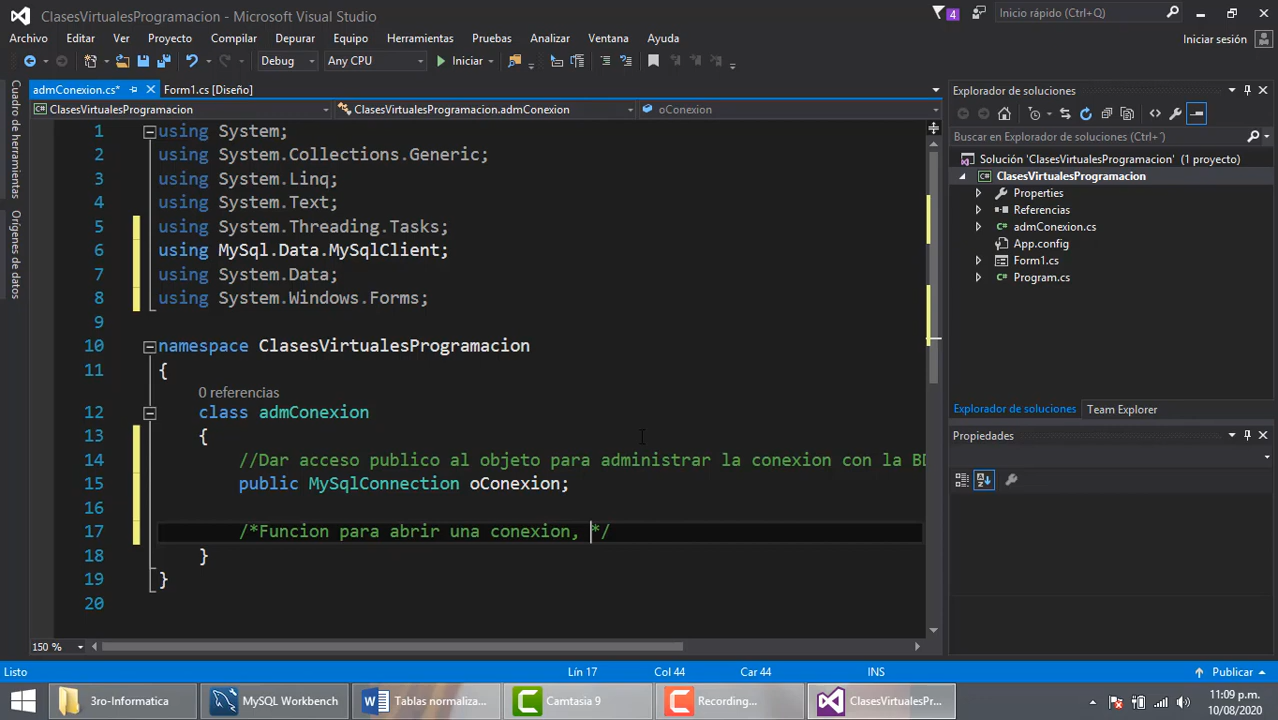 ClasesVirtualesProgramacion - Microsoft Visual Studio
4
Inicio rápido (Ctrl+Q)
Archivo Editar Ver Proyecto Compilar Depurar Equipo Herramientas Pruebas Analizar Ventana Ayuda
Iniciar sesión
Debug Any CPU Iniciar
admConexion.cs* Form1.cs [Diseño]
ClasesVirtualesProgramacion ClasesVirtualesProgramacion.admConexion oConexion
Cuadro de herramientas
Orígenes de datos
1 using System;
2 using System.Collections.Generic;
3 using System.Linq;
4 using System.Text;
5 using System.Threading.Tasks;
6 using MySql.Data.MySqlClient;
7 using System.Data;
8 using System.Windows.Forms;
9
10 namespace ClasesVirtualesProgramacion
11 {
0 referencias
12 class admConexion
13 {
14 //Dar acceso publico al objeto para administrar la conexion con la BD
15 public MySqlConnection oConexion;
16
17 /*Funcion para abrir una conexion, */
18 }
19 }
20
150 %
Explorador de soluciones
Buscar en Explorador de soluciones (Ctrl+´)
Solución 'ClasesVirtualesProgramacion' (1 proyecto)
ClasesVirtualesProgramacion
Properties
Referencias
admConexion.cs
App.config
Form1.cs
Program.cs
Explorador de soluciones Team Explorer
Propiedades
Listo Lín 17 Col 44 Car 44 INS Publicar
3ro-Informatica MySQL Workbench Tablas normaliza... Camtasia 9 Recording... ClasesVirtualesPr...
11:09 p.m.
10/08/2020